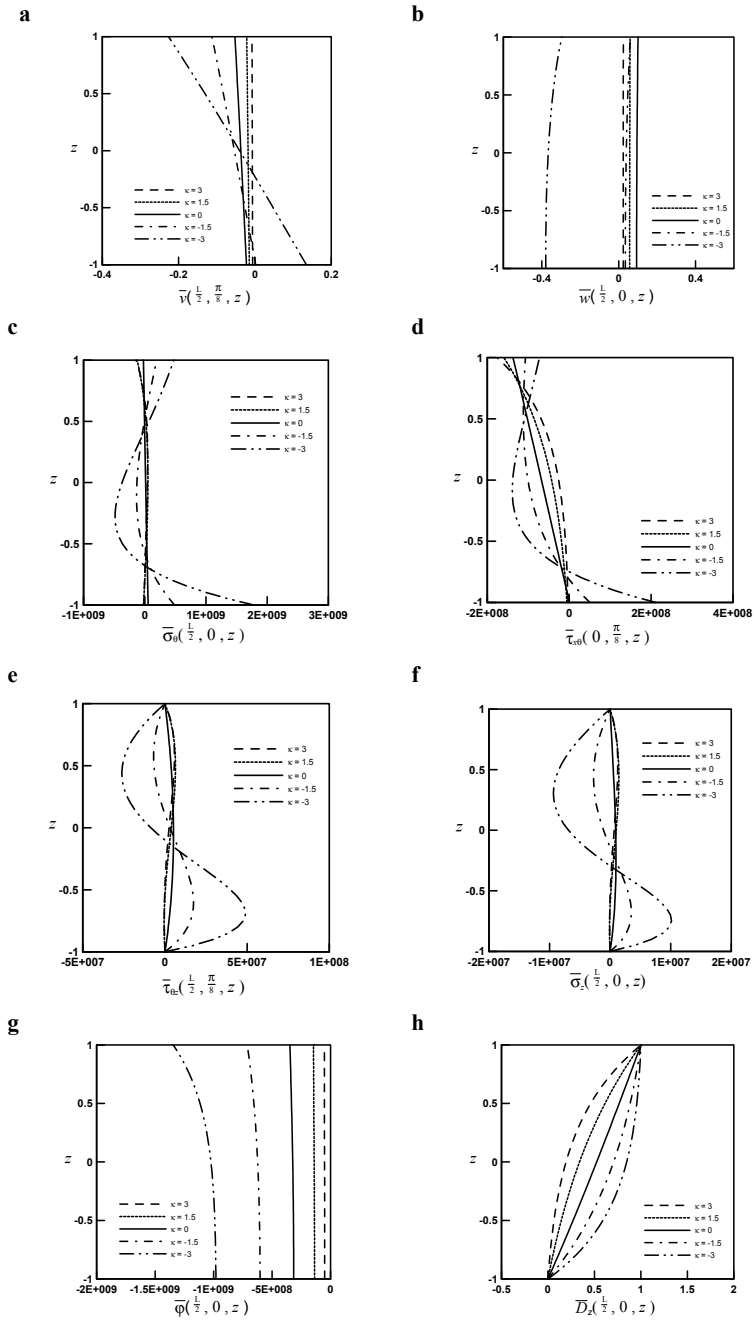 a
1
0.5
z
0
-0.5
-1
κ = 3
κ = 1.5
κ = 0
κ = -1.5
κ = -3
-0.4 -0.2 0 0.2
v̅(L/2, π/8, z)
b
1
0.5
z
0
-0.5
-1
κ = 3
κ = 1.5
κ = 0
κ = -1.5
κ = -3
-0.4 0 0.4
w̅(L/2, 0, z)
c
1
0.5
z
0
-0.5
-1
κ = 3
κ = 1.5
κ = 0
κ = -1.5
κ = -3
-1E+009 0 1E+009 2E+009 3E+009
σ̅θ(L/2, 0, z)
d
1
0.5
z
0
-0.5
-1
κ = 3
κ = 1.5
κ = 0
κ = -1.5
κ = -3
-2E+008 0 2E+008 4E+008
τ̅xθ(0, π/8, z)
e
1
0.5
z
0
-0.5
-1
κ = 3
κ = 1.5
κ = 0
κ = -1.5
κ = -3
-5E+007 0 5E+007 1E+008
τ̅θz(L/2, π/8, z)
f
1
0.5
z
0
-0.5
-1
κ = 3
κ = 1.5
κ = 0
κ = -1.5
κ = -3
-2E+007 -1E+007 0 1E+007 2E+007
σ̅z(L/2, 0, z)
g
1
0.5
z
0
-0.5
-1
κ = 3
κ = 1.5
κ = 0
κ = -1.5
κ = -3
-2E+009 -1.5E+009 -1E+009 -5E+008 0
φ̅(L/2, 0, z)
h
1
0.5
z
0
-0.5
-1
κ = 3
κ = 1.5
κ = 0
κ = -1.5
κ = -3
-0.5 0 0.5 1 1.5 2
D̅z(L/2, 0, z)